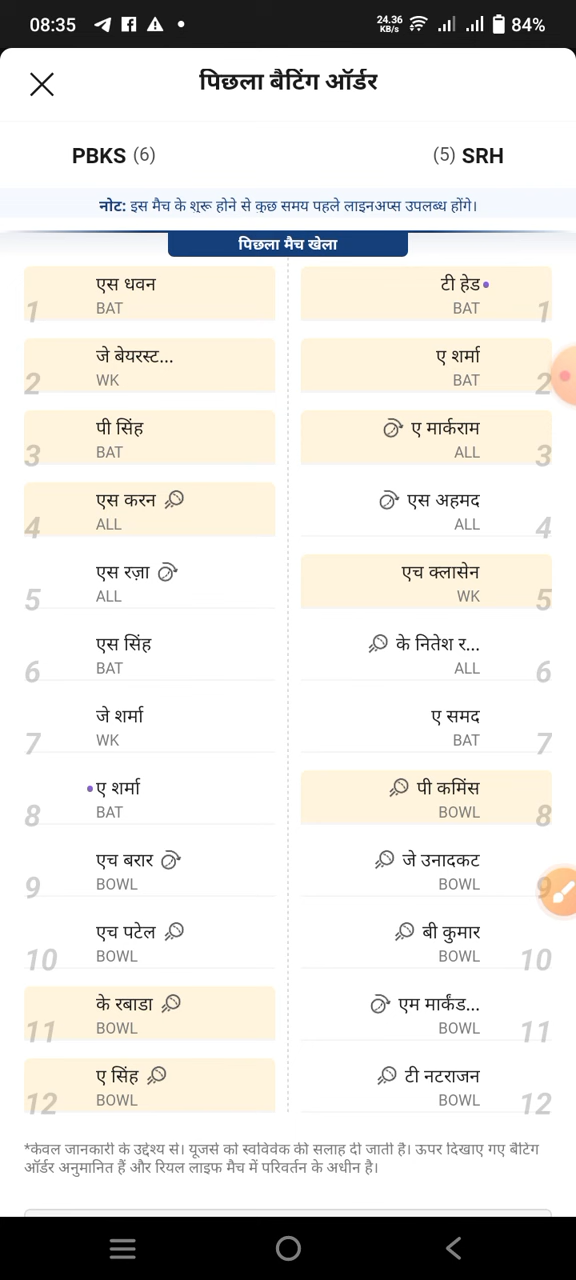 08:35 24.36 KB/s 84%
पिछला बैटिंग ऑर्डर
PBKS (6) (5) SRH
नोट: इस मैच के शुरू होने से कुछ समय पहले लाइनअप्स उपलब्ध होंगे।
पिछला मैच खेला
एस धवन टी हेड
1 BAT BAT 1
जे बेयरस्ट... ए शर्मा
2 WK BAT 2
पी सिंह ए मार्कराम
3 BAT ALL 3
एस करन एस अहमद
4 ALL ALL 4
एस रज़ा एच क्लासेन
5 ALL WK 5
एस सिंह के नितेश र...
6 BAT ALL 6
जे शर्मा ए समद
7 WK BAT 7
ए शर्मा पी कमिंस
8 BAT BOWL 8
एच बरार जे उनादकट
9 BOWL BOWL 9
एच पटेल बी कुमार
10 BOWL BOWL 10
के रबाडा एम मार्कंड...
11 BOWL BOWL 11
ए सिंह टी नटराजन
12 BOWL BOWL 12
*केवल जानकारी के उद्देश्य से। यूजर्स को स्वविवेक की सलाह दी जाती है। ऊपर दिखाए गए बैटिंग
ऑर्डर अनुमानित हैं और रियल लाइफ मैच में परिवर्तन के अधीन है।